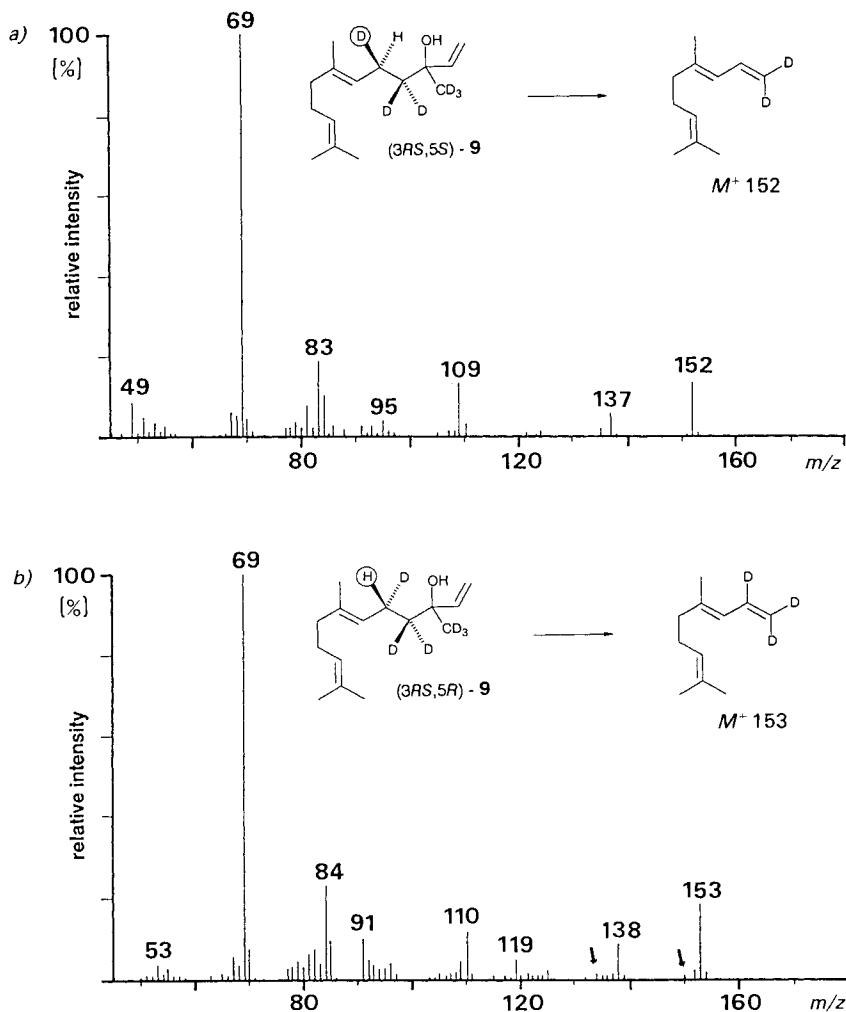 a)
100
[%]
relative intensity
69
D
H
OH
CD3
D
D
(3RS,5S) - 9
D
D
M+ 152
49
83
95
109
137
152
80
120
160
m/z
b)
100
[%]
relative intensity
69
H
D
OH
CD3
D
D
(3RS,5R) - 9
D
D
D
M+ 153
53
84
91
110
119
138
153
80
120
160
m/z